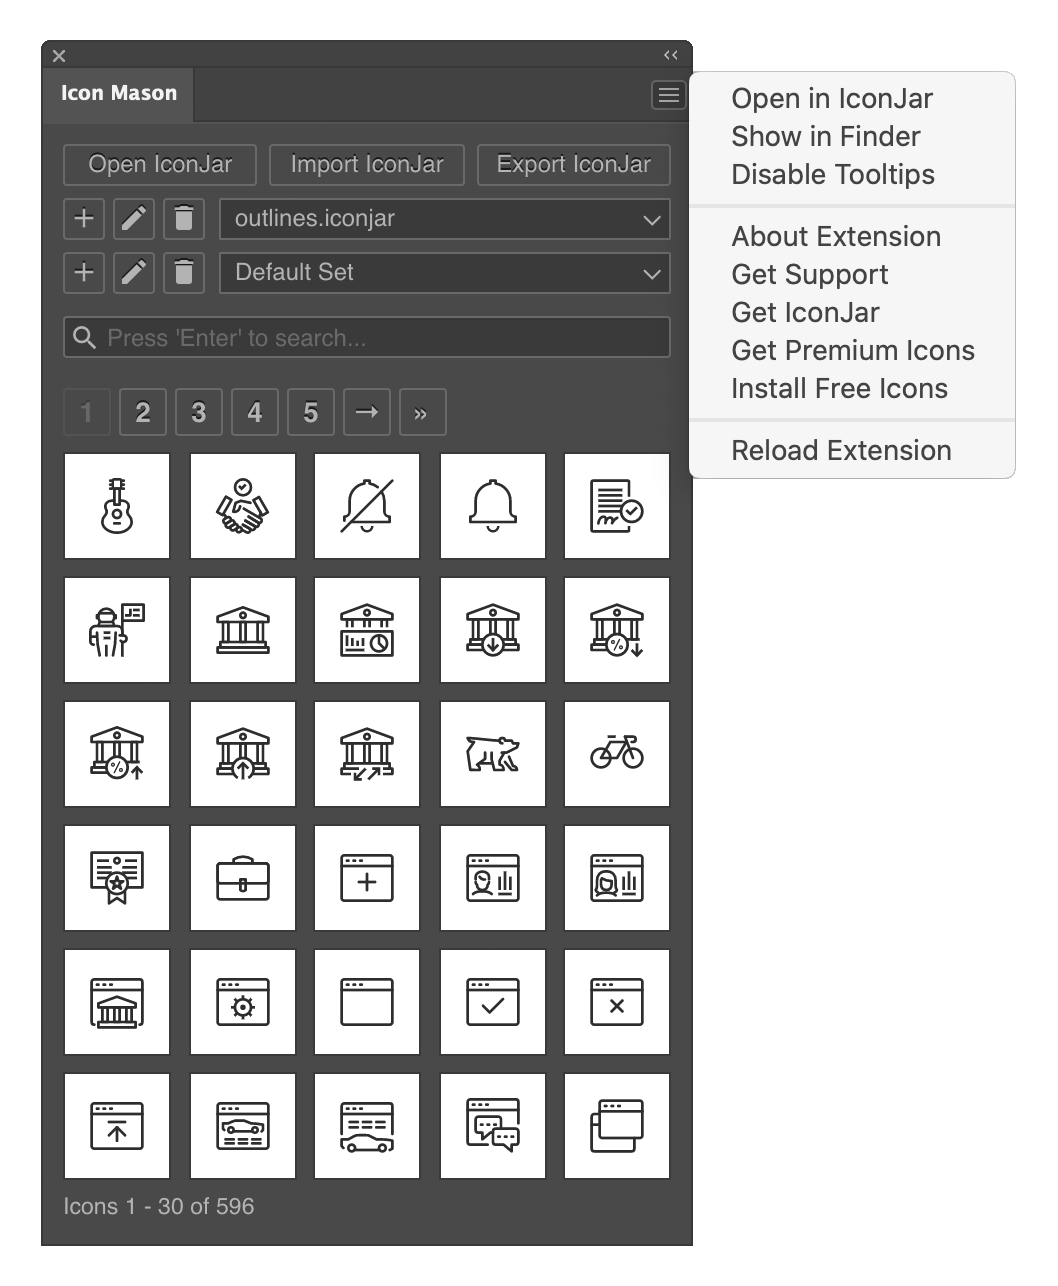 Icon Mason
Open IconJar
Import IconJar
Export IconJar
outlines.iconjar
Default Set
Press 'Enter' to search...
1 2 3 4 5 → »
Icons 1 - 30 of 596
Open in IconJar
Show in Finder
Disable Tooltips
About Extension
Get Support
Get IconJar
Get Premium Icons
Install Free Icons
Reload Extension